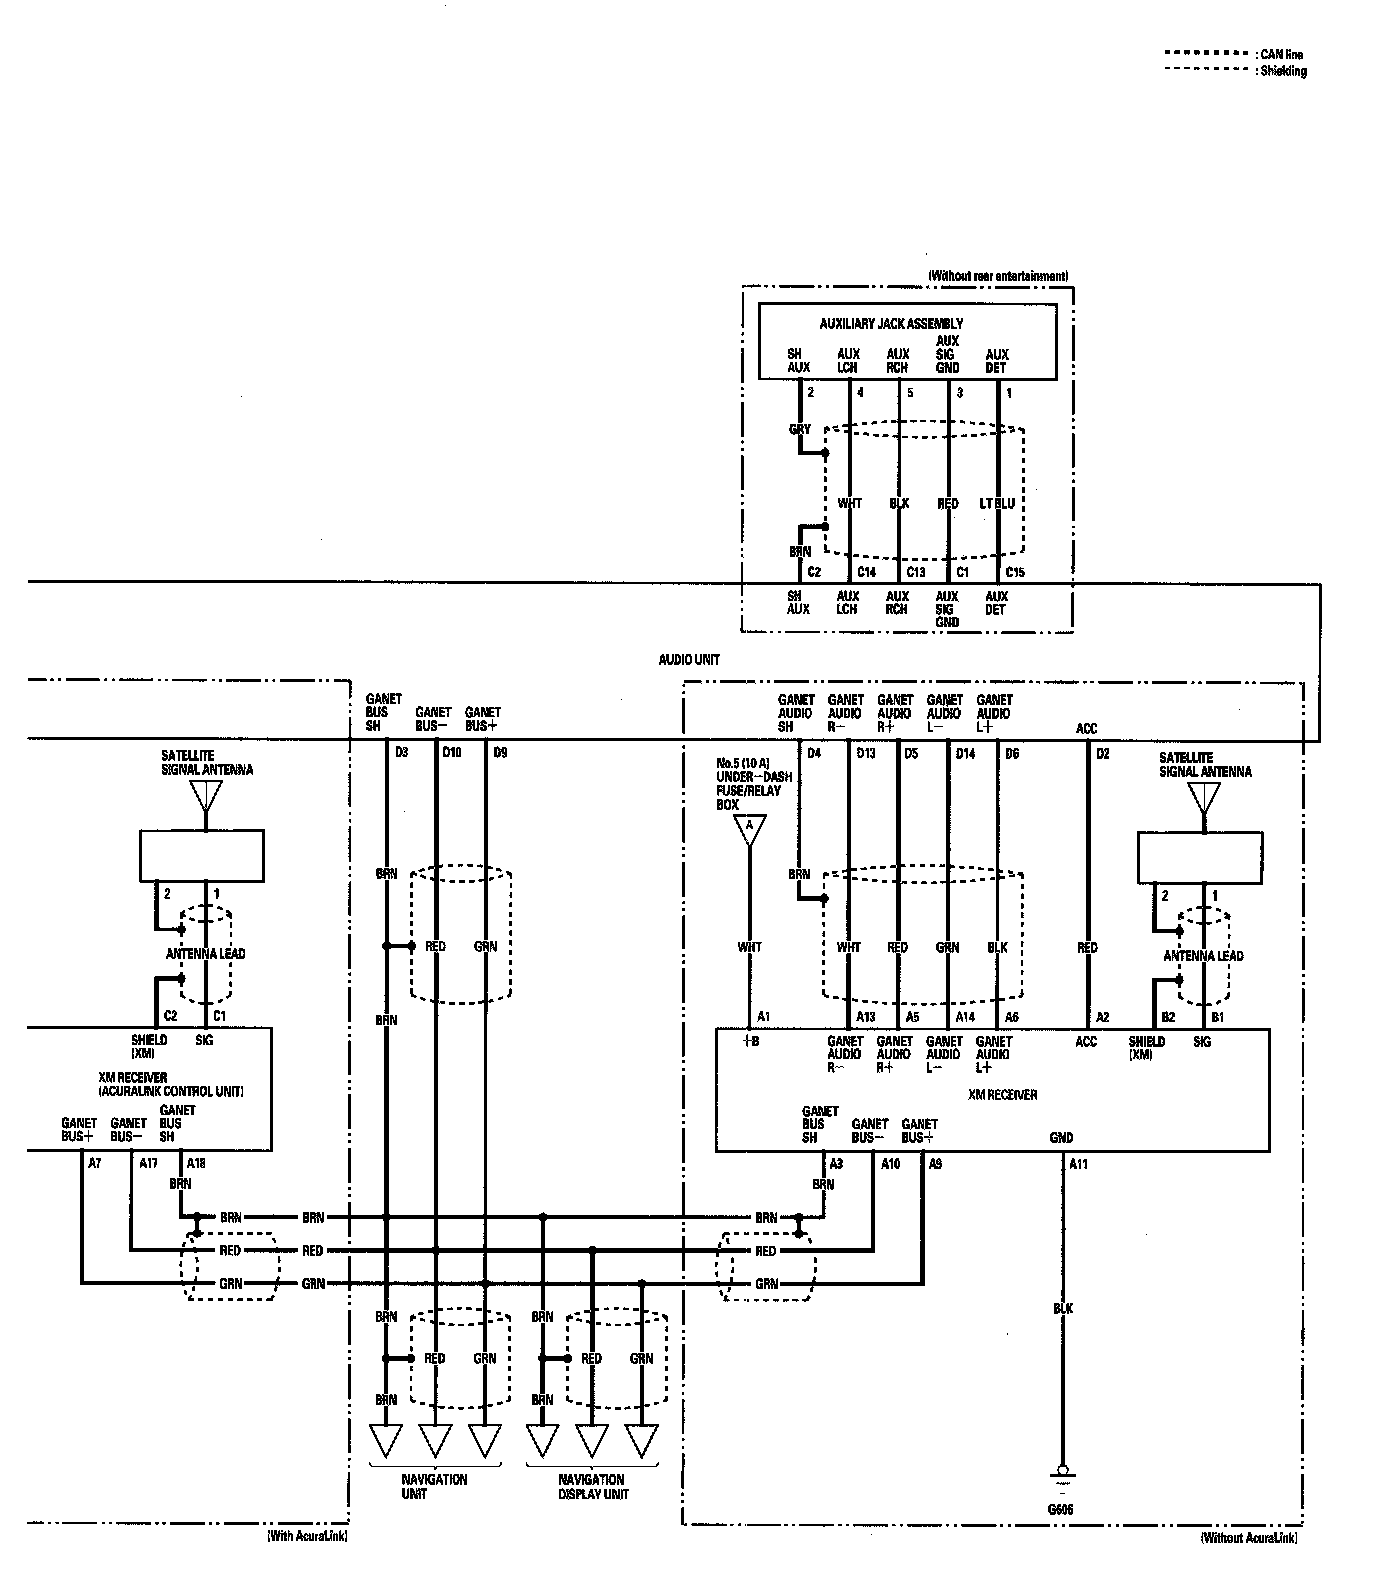 : CAN line
: Shielding
(Without rear entertainment)
AUXILIARY JACK ASSEMBLY
SH AUX
AUX LCH
AUX RCH
AUX SIG GND
AUX DET
2 4 5 3 1
GRY
WHT BLK RED LT BLU
BRN
C2 C14 C13 C1 C15
SH AUX
AUX LCH
AUX RCH
AUX SIG GND
AUX DET
AUDIO UNIT
GANET BUS SH
GANET BUS−
GANET BUS+
D3 D10 D9
GANET AUDIO SH
GANET AUDIO R−
GANET AUDIO R+
GANET AUDIO L−
GANET AUDIO L+
ACC
D4 D13 D5 D14 D6 D2
SATELLITE
SIGNAL ANTENNA
2 1
ANTENNA LEAD
C2 C1
SHIELD (XM)
SIG
XM RECEIVER
(ACURALINK CONTROL UNIT)
GANET BUS+
GANET BUS−
GANET BUS SH
A7 A17 A18
BRN
BRN BRN
RED RED
GRN GRN
BRN
RED GRN
BRN
No.5 (10 A)
UNDER−DASH
FUSE/RELAY
BOX
A
BRN
WHT WHT RED GRN BLK RED
SATELLITE
SIGNAL ANTENNA
2 1
ANTENNA LEAD
A1 A13 A5 A14 A6 A2 B2 B1
+B
GANET AUDIO R−
GANET AUDIO R+
GANET AUDIO L−
GANET AUDIO L+
ACC
SHIELD (XM)
SIG
XM RECEIVER
GANET BUS SH
GANET BUS−
GANET BUS+
GND
A3 A10 A9 A11
BRN
BRN
RED
GRN
BLK
BRN BRN
RED GRN RED GRN
BRN BRN
NAVIGATION
UNIT
NAVIGATION
DISPLAY UNIT
G606
(With AcuraLink)
(Without AcuraLink)